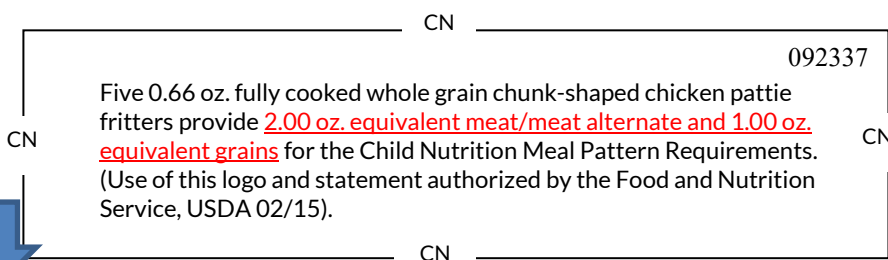 CN
092337
Five 0.66 oz. fully cooked whole grain chunk-shaped chicken pattie
fritters provide 2.00 oz. equivalent meat/meat alternate and 1.00 oz.
CN
CN
equivalent grains for the Child Nutrition Meal Pattern Requirements.
(Use of this logo and statement authorized by the Food and Nutrition
Service, USDA 02/15).
CN